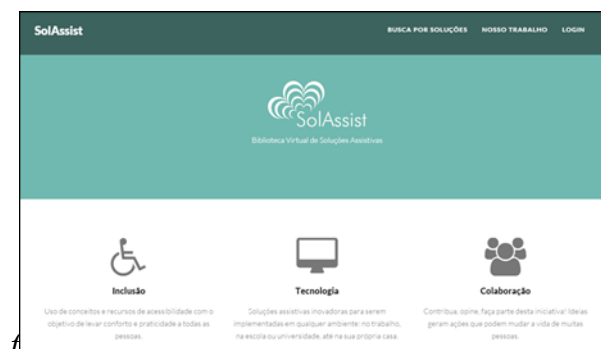 SolAssist
BUSCA POR SOLUÇÕES NOSSO TRABALHO LOGIN
SolAssist
Biblioteca Virtual de Soluções Assistivas
Inclusão
Uso de conceitos e recursos de acessibilidade com o
objetivo de levar conforto e praticidade a todas as
pessoas.
Tecnologia
Soluções assistivas inovadoras para serem
implementadas em qualquer ambiente: no trabalho,
na escola ou universidade, até na sua própria casa.
Colaboração
Contribua, opine, faça parte desta iniciativa! Ideias
geram ações que podem mudar a vida de muitas
pessoas.